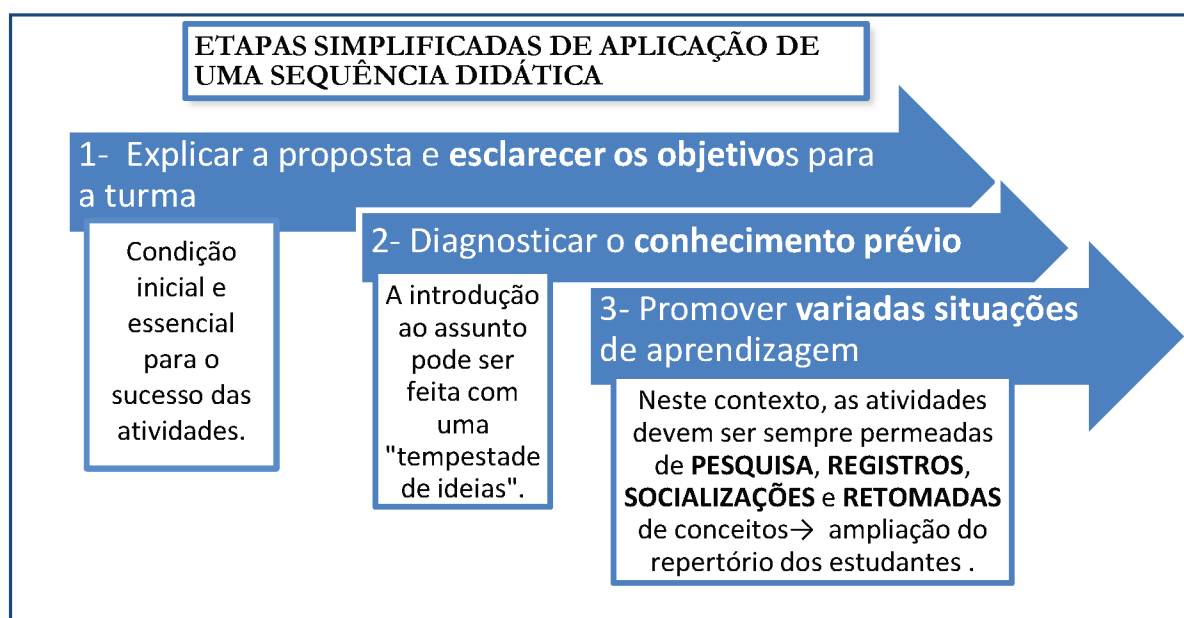 ETAPAS SIMPLIFICADAS DE APLICAÇÃO DE
UMA SEQUÊNCIA DIDÁTICA
1- Explicar a proposta e esclarecer os objetivos para
a turma
Condição
inicial e
essencial
para o
sucesso das
atividades.
2- Diagnosticar o conhecimento prévio
A introdução
ao assunto
pode ser
feita com
uma
"tempestade
de ideias".
3- Promover variadas situações
de aprendizagem
Neste contexto, as atividades
devem ser sempre permeadas
de PESQUISA, REGISTROS,
SOCIALIZAÇÕES e RETOMADAS
de conceitos→ ampliação do
repertório dos estudantes .